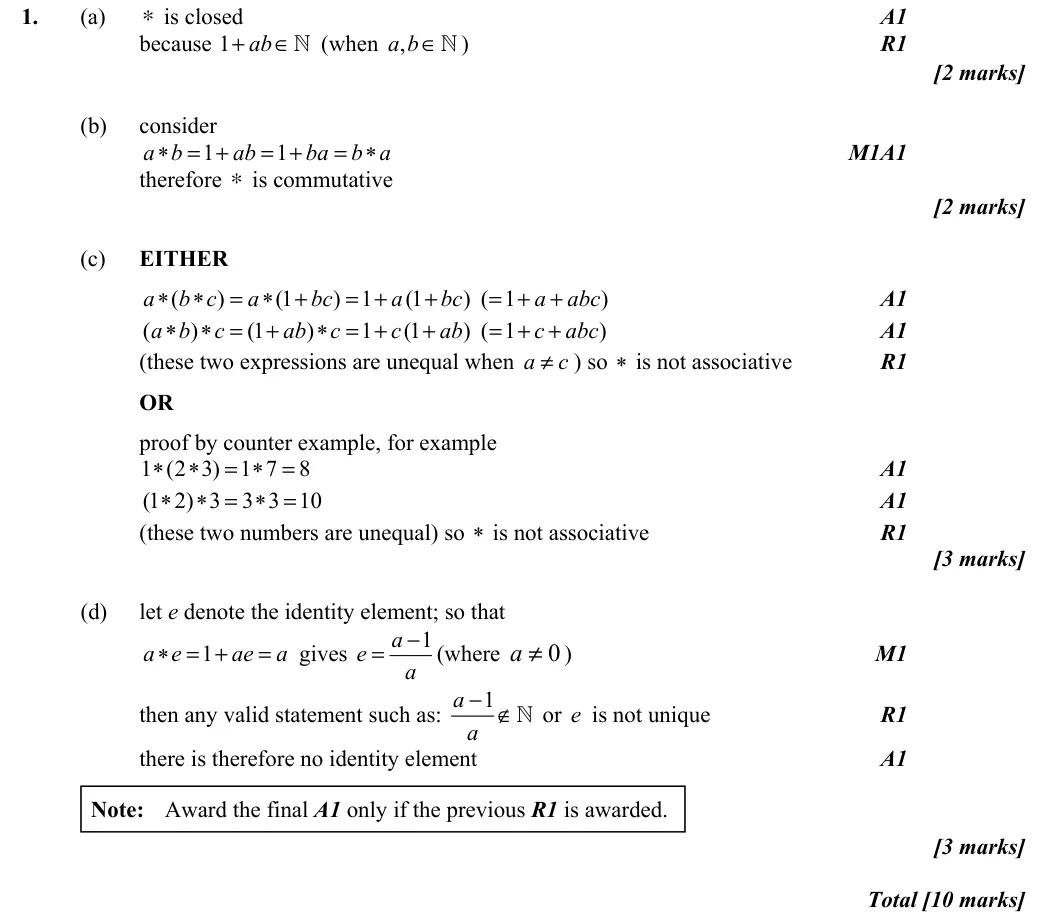 1. (a) ∗ is closed A1
because 1 + ab ∈ ℕ (when a, b ∈ ℕ) R1
[2 marks]
(b) consider
a ∗ b = 1 + ab = 1 + ba = b ∗ a M1A1
therefore ∗ is commutative
[2 marks]
(c) EITHER
a ∗ (b ∗ c) = a ∗ (1 + bc) = 1 + a(1 + bc) (= 1 + a + abc) A1
(a ∗ b) ∗ c = (1 + ab) ∗ c = 1 + c(1 + ab) (= 1 + c + abc) A1
(these two expressions are unequal when a ≠ c) so ∗ is not associative R1
OR
proof by counter example, for example
1 ∗ (2 ∗ 3) = 1 ∗ 7 = 8 A1
(1 ∗ 2) ∗ 3 = 3 ∗ 3 = 10 A1
(these two numbers are unequal) so ∗ is not associative R1
[3 marks]
(d) let e denote the identity element; so that
a ∗ e = 1 + ae = a gives e = (a − 1)/a (where a ≠ 0) M1
then any valid statement such as: (a − 1)/a ∉ ℕ or e is not unique R1
there is therefore no identity element A1
Note: Award the final A1 only if the previous R1 is awarded.
[3 marks]
Total [10 marks]